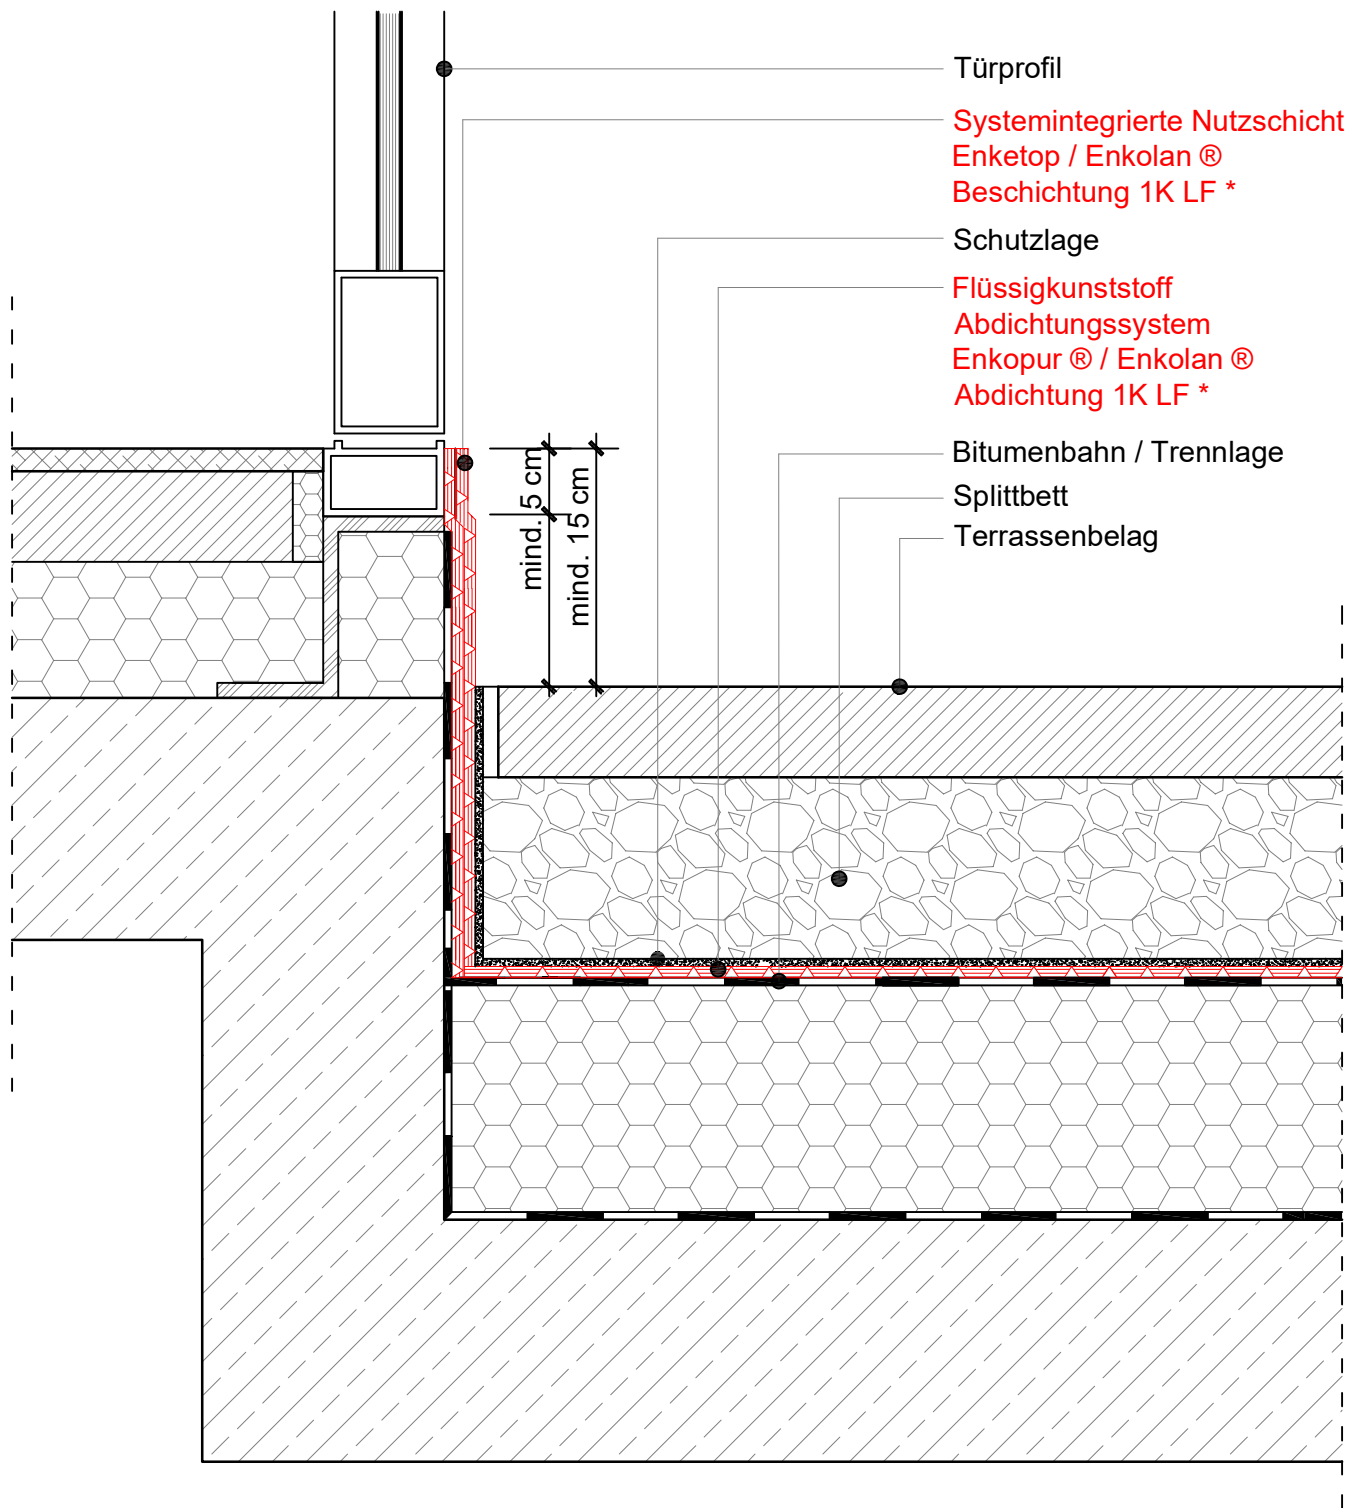 Türprofil
Systemintegrierte Nutzschicht
Enketop / Enkolan ®
Beschichtung 1K LF *
Schutzlage
Flüssigkunststoff
Abdichtungssystem
Enkopur ® / Enkolan ®
Abdichtung 1K LF *
Bitumenbahn / Trennlage
Splittbett
Terrassenbelag
mind. 5 cm
mind. 15 cm